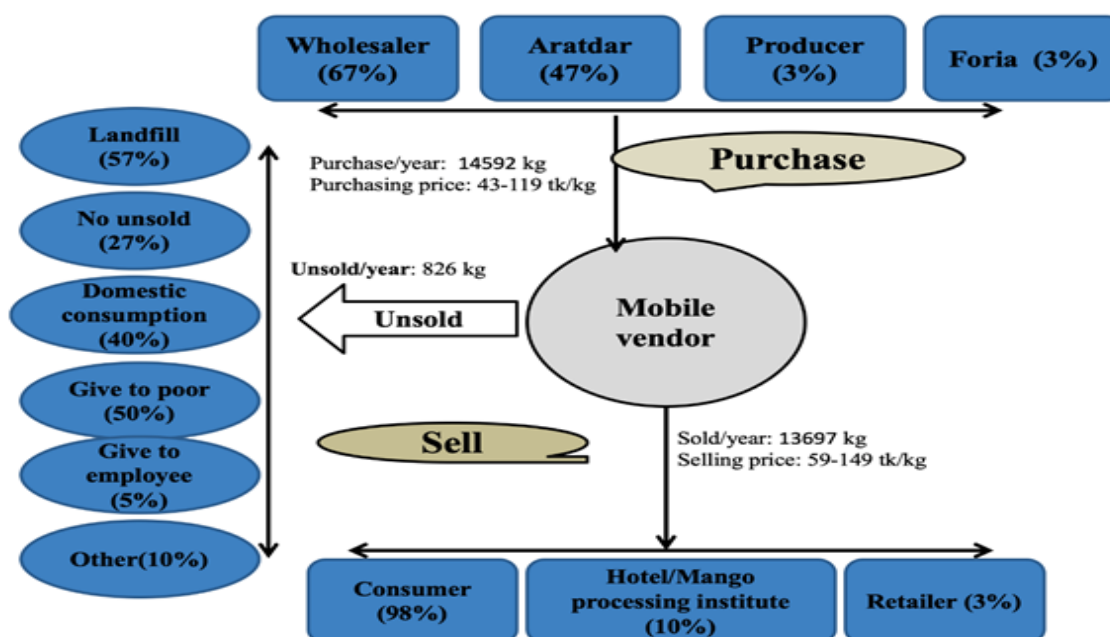 Wholesaler
(67%)
Aratdar
(47%)
Producer
(3%)
Foria (3%)
Landfill
(57%)
Purchase/year: 14592 kg
Purchasing price: 43-119 tk/kg
Purchase
No unsold
(27%)
Unsold/year: 826 kg
Domestic
consumption
(40%)
Unsold
Mobile
vendor
Give to poor
(50%)
Give to
employee
(5%)
Sell
Sold/year: 13697 kg
Selling price: 59-149 tk/kg
Other(10%)
Consumer
(98%)
Hotel/Mango
processing institute
(10%)
Retailer (3%)